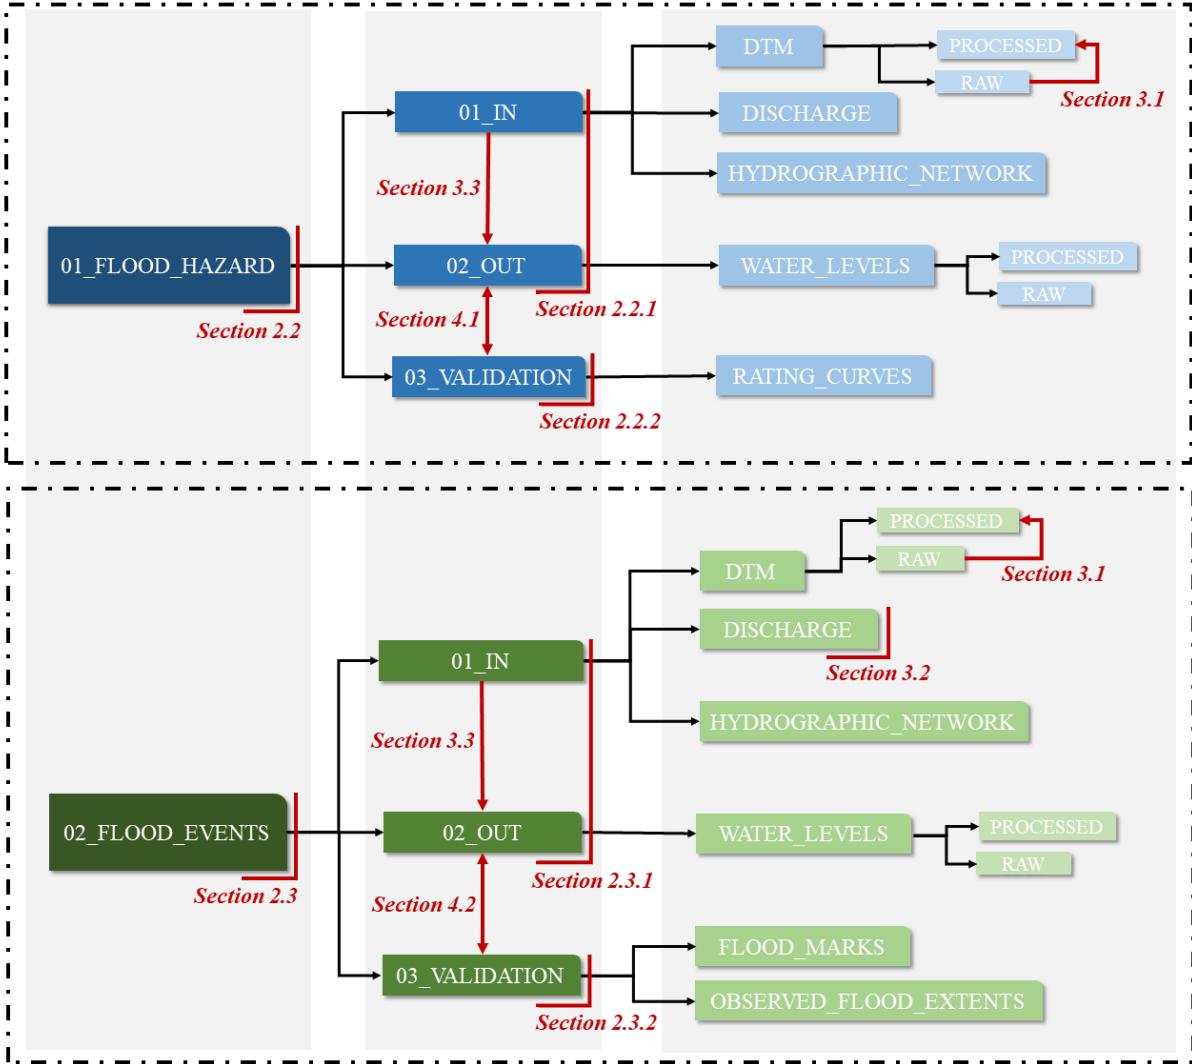 DTM
PROCESSED
RAW
Section 3.1
01_IN
DISCHARGE
Section 3.3
HYDROGRAPHIC_NETWORK
01_FLOOD_HAZARD
02_OUT
WATER_LEVELS
PROCESSED
RAW
Section 2.2
Section 4.1
Section 2.2.1
03_VALIDATION
RATING_CURVES
Section 2.2.2
PROCESSED
RAW
DTM
Section 3.1
DISCHARGE
01_IN
Section 3.2
Section 3.3
HYDROGRAPHIC_NETWORK
02_FLOOD_EVENTS
02_OUT
WATER_LEVELS
PROCESSED
RAW
Section 2.3
Section 4.2
Section 2.3.1
FLOOD_MARKS
03_VALIDATION
OBSERVED_FLOOD_EXTENTS
Section 2.3.2